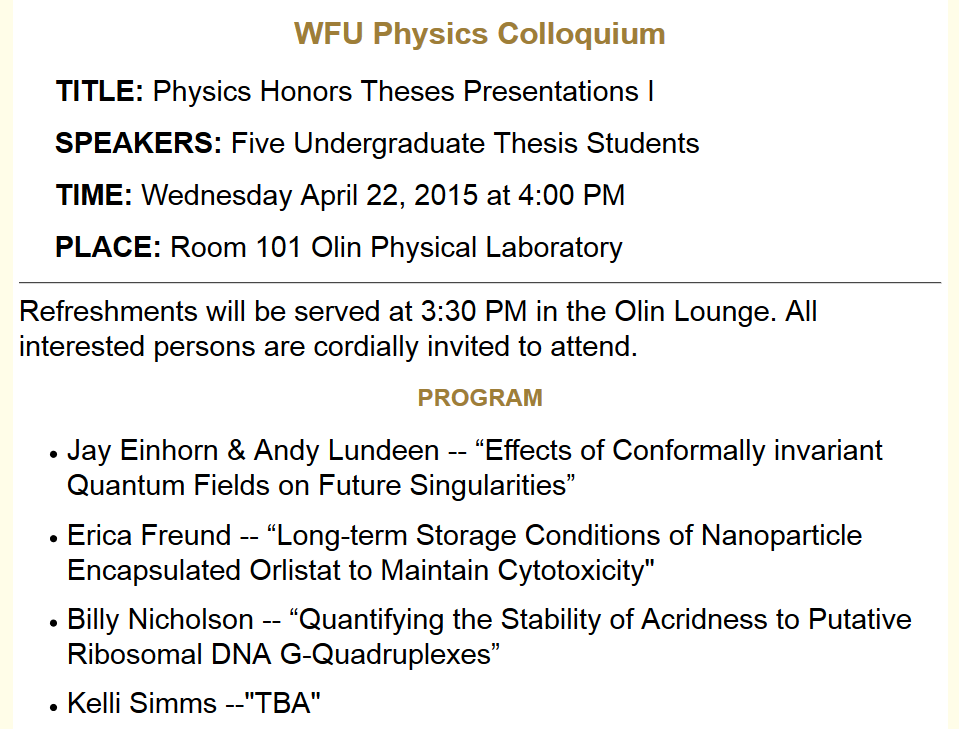 WFU Physics Colloquium
TITLE: Physics Honors Theses Presentations I
SPEAKERS: Five Undergraduate Thesis Students
TIME: Wednesday April 22, 2015 at 4:00 PM
PLACE: Room 101 Olin Physical Laboratory
Refreshments will be served at 3:30 PM in the Olin Lounge. All
interested persons are cordially invited to attend.
PROGRAM
• Jay Einhorn & Andy Lundeen -- “Effects of Conformally invariant
Quantum Fields on Future Singularities”
• Erica Freund -- “Long-term Storage Conditions of Nanoparticle
Encapsulated Orlistat to Maintain Cytotoxicity"
• Billy Nicholson -- “Quantifying the Stability of Acridness to Putative
Ribosomal DNA G-Quadruplexes”
• Kelli Simms --"TBA"